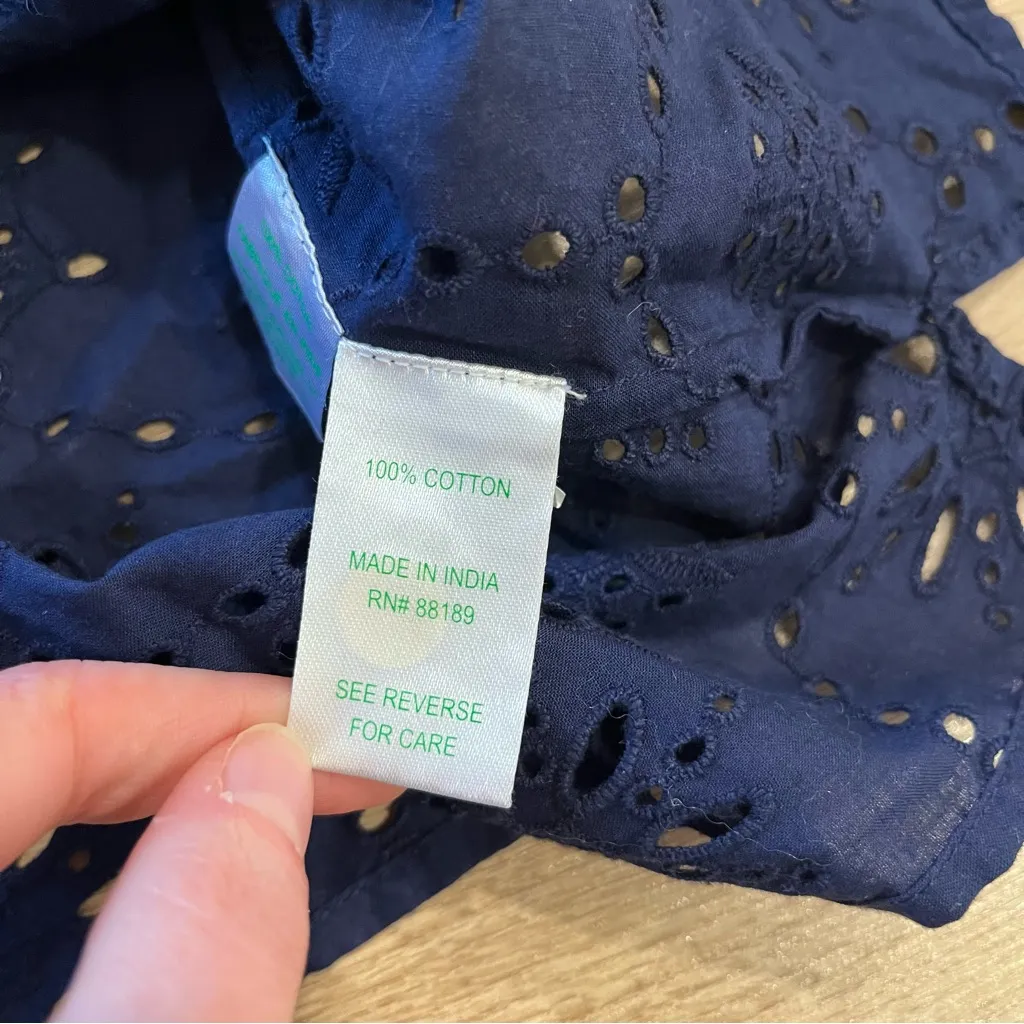 100% COTTON
MADE IN INDIA
RN# 88189
SEE REVERSE
FOR CARE